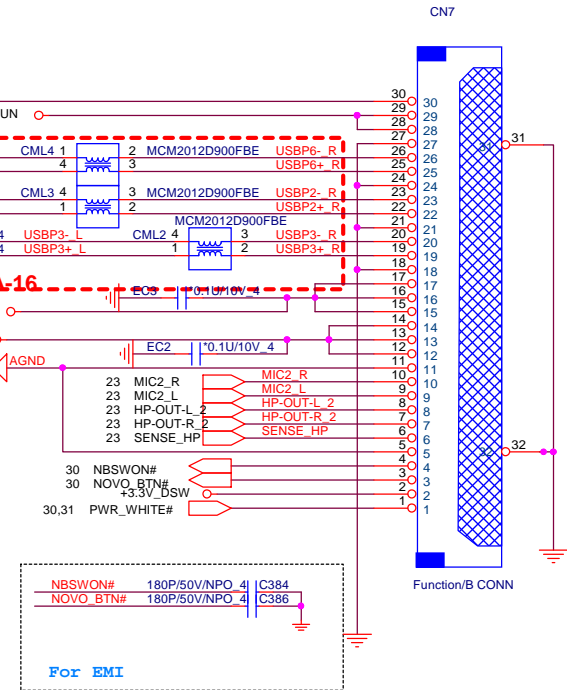 CN7
30 30
UN 29 29
28 28
27 27
CML4 1 2 MCM2012D900FBE USBP6-_R 26 26
4 3 USBP6+_R 25 25
24 24
CML3 4 3 MCM2012D900FBE USBP2-_R 23 23
1 2 USBP2+_R 22 22
MCM2012D900FBE 21 21
4 USBP3-_L CML2 4 3 USBP3-_R 20 20
4 USBP3+_L 1 2 USBP3+_R 19 19
18 18
A-16 17 17
EC3 *0.1U/10V_4 16 16
15 15
14 14
13 13
EC2 *0.1U/10V_4 12 12
AGND 11 11
23 MIC2_R MIC2_R 10 10
23 MIC2_L MIC2_L 9 9
23 HP-OUT-L_2 HP-OUT-L_2 8 8
23 HP-OUT-R_2 HP-OUT-R_2 7 7
23 SENSE_HP SENSE_HP 6 6
5 5
30 NBSWON# 4 4
30 NOVO_BTN# 3 3
+3.3V_DSW 2 2
30,31 PWR_WHITE# 1 1
31 31
32 32
Function/B CONN
NBSWON# 180P/50V/NPO_4 C384
NOVO_BTN# 180P/50V/NPO_4 C386
For EMI